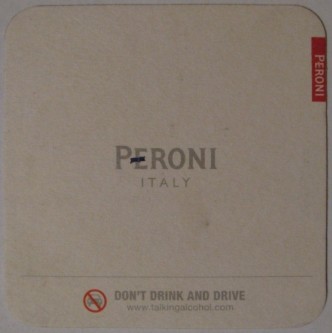 PERONI
PERONI
ITALY
DON'T DRINK AND DRIVE
www.talkingalcohol.com